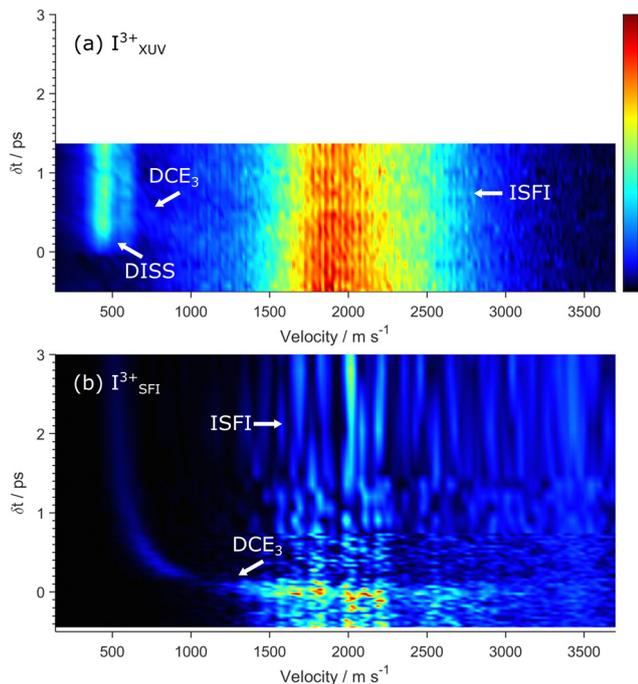 3
(a) I3+XUV
2
δt / ps
DCE3
1
ISFI
0
DISS
500 1000 1500 2000 2500 3000 3500
Velocity / m s-1
3
(b) I3+SFI
ISFI
2
δt / ps
1
DCE3
0
500 1000 1500 2000 2500 3000 3500
Velocity / m s-1